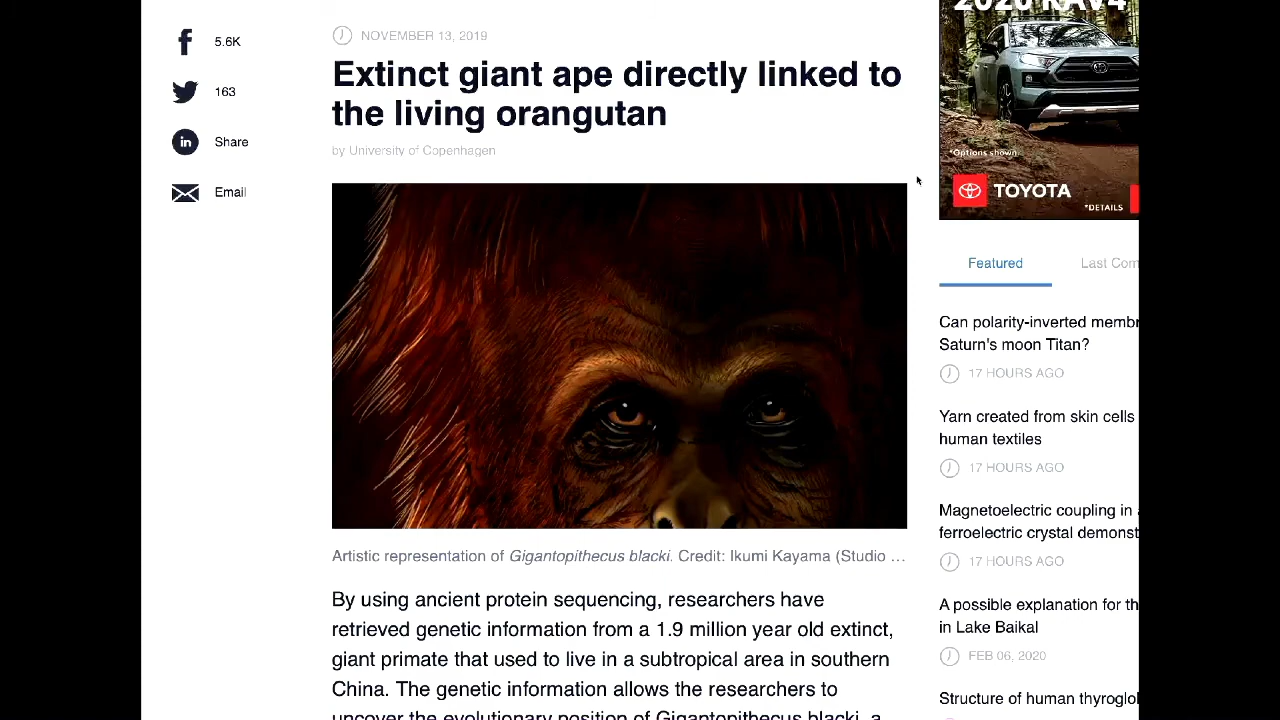 5.6K
163
in
Share
Email
NOVEMBER 13, 2019
Extinct giant ape directly linked to
the living orangutan
by University of Copenhagen
Artistic representation of Gigantopithecus blacki. Credit: Ikumi Kayama (Studio ...
By using ancient protein sequencing, researchers have
retrieved genetic information from a 1.9 million year old extinct,
giant primate that used to live in a subtropical area in southern
China. The genetic information allows the researchers to
uncover the evolutionary position of Gigantopithecus blacki, a
2020 RAV4
*Options shown
TOYOTA
*DETAILS
Featured
Last Com
Can polarity-inverted membr
Saturn's moon Titan?
17 HOURS AGO
Yarn created from skin cells
human textiles
17 HOURS AGO
Magnetoelectric coupling in a
ferroelectric crystal demonst
17 HOURS AGO
A possible explanation for th
in Lake Baikal
FEB 06, 2020
Structure of human thyroglo